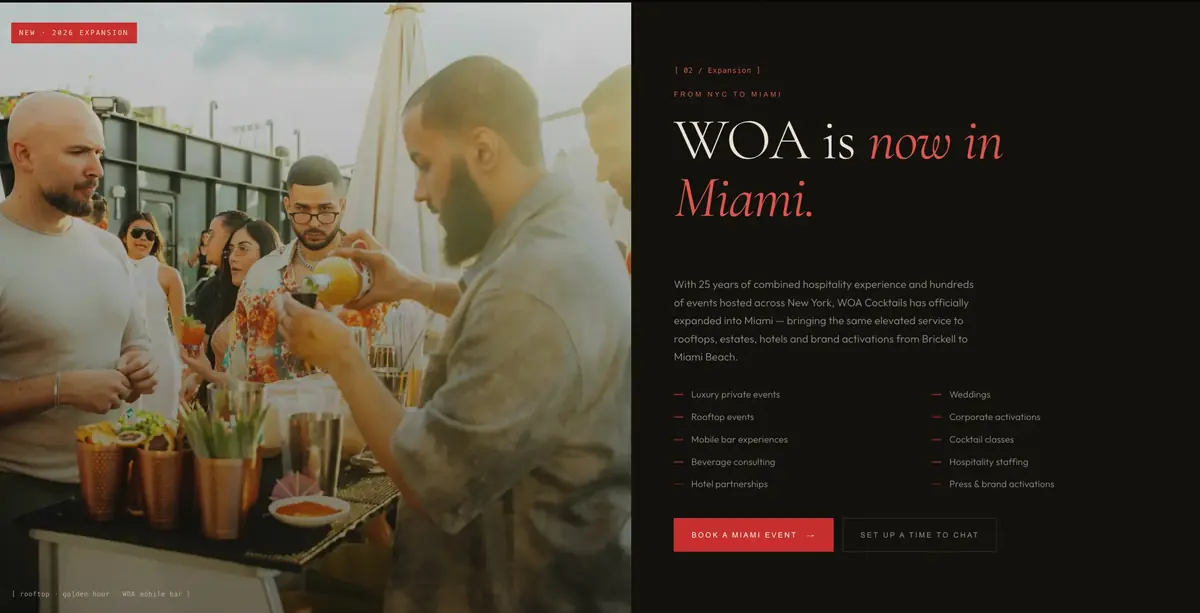 NEW · 2026 EXPANSION
[ rooftop · golden hour · WOA mobile bar ]
[ 02 / Expansion ]
FROM NYC TO MIAMI
WOA is now in
Miami.
With 25 years of combined hospitality experience and hundreds
of events hosted across New York, WOA Cocktails has officially
expanded into Miami — bringing the same elevated service to
rooftops, estates, hotels and brand activations from Brickell to
Miami Beach.
— Luxury private events
— Weddings
— Rooftop events
— Corporate activations
— Mobile bar experiences
— Cocktail classes
— Beverage consulting
— Hospitality staffing
— Hotel partnerships
— Press & brand activations
BOOK A MIAMI EVENT →
SET UP A TIME TO CHAT